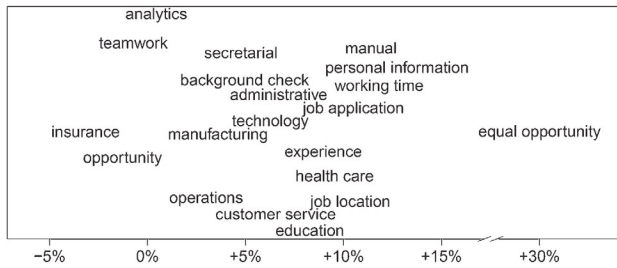 analytics
teamwork
secretarial
manual
personal information
background check
working time
administrative
job application
technology
insurance
manufacturing
equal opportunity
experience
opportunity
health care
operations
job location
customer service
education
−5% 0% +5% +10% +15% +30%